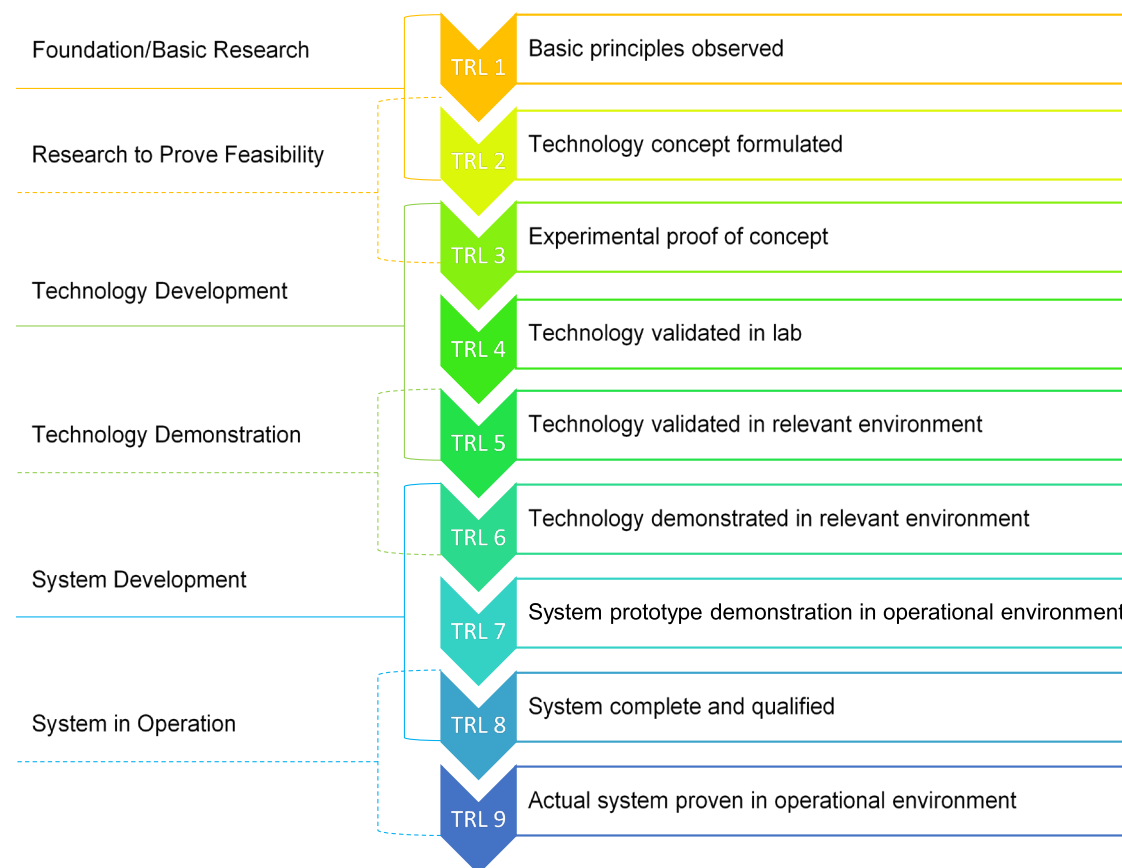 Foundation/Basic Research
TRL 1
Basic principles observed
Research to Prove Feasibility
TRL 2
Technology concept formulated
TRL 3
Experimental proof of concept
Technology Development
TRL 4
Technology validated in lab
Technology Demonstration
TRL 5
Technology validated in relevant environment
TRL 6
Technology demonstrated in relevant environment
System Development
TRL 7
System prototype demonstration in operational environment
System in Operation
TRL 8
System complete and qualified
TRL 9
Actual system proven in operational environment